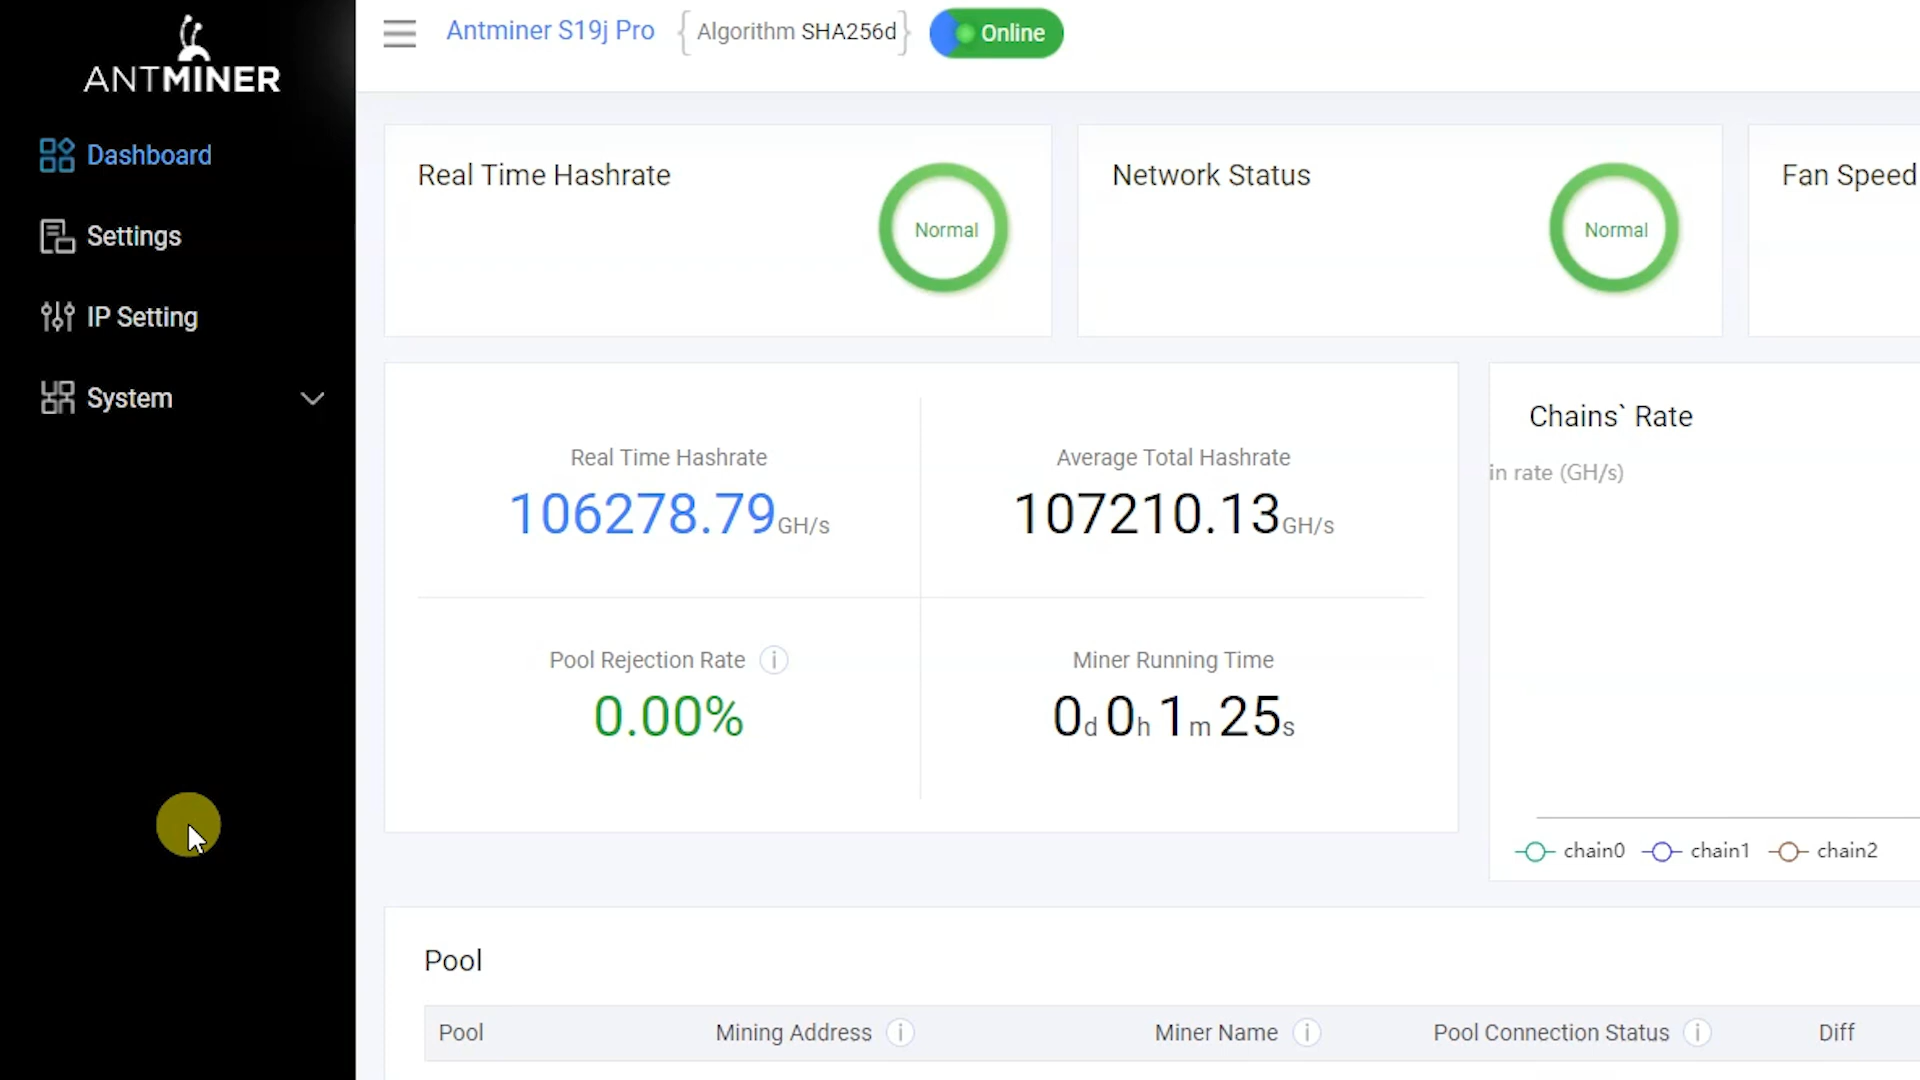 ANTMINER
Dashboard
Settings
IP Setting
System
Antminer S19j Pro { Algorithm SHA256d } Online
Real Time Hashrate
Normal
Network Status
Normal
Fan Speed
Real Time Hashrate
106278.79GH/s
Average Total Hashrate
107210.13GH/s
Pool Rejection Rate i
0.00%
Miner Running Time
0d 0h 1m 25s
Chains` Rate
in rate (GH/s)
chain0 chain1 chain2
Pool
Pool Mining Address i Miner Name i Pool Connection Status i Diff